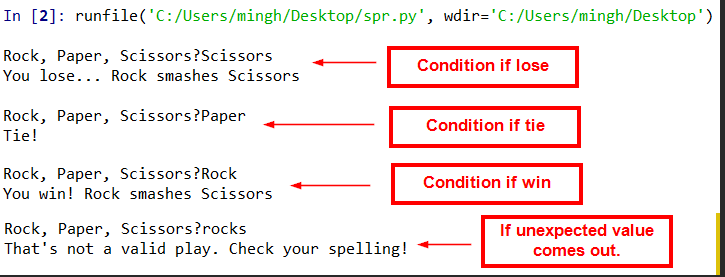 In [2]: runfile('C:/Users/mingh/Desktop/spr.py', wdir='C:/Users/mingh/Desktop')
Rock, Paper, Scissors?Scissors
You lose... Rock smashes Scissors
Condition if lose
Rock, Paper, Scissors?Paper
Tie!
Condition if tie
Rock, Paper, Scissors?Rock
You win! Rock smashes Scissors
Condition if win
Rock, Paper, Scissors?rocks
That's not a valid play. Check your spelling!
If unexpected value
comes out.